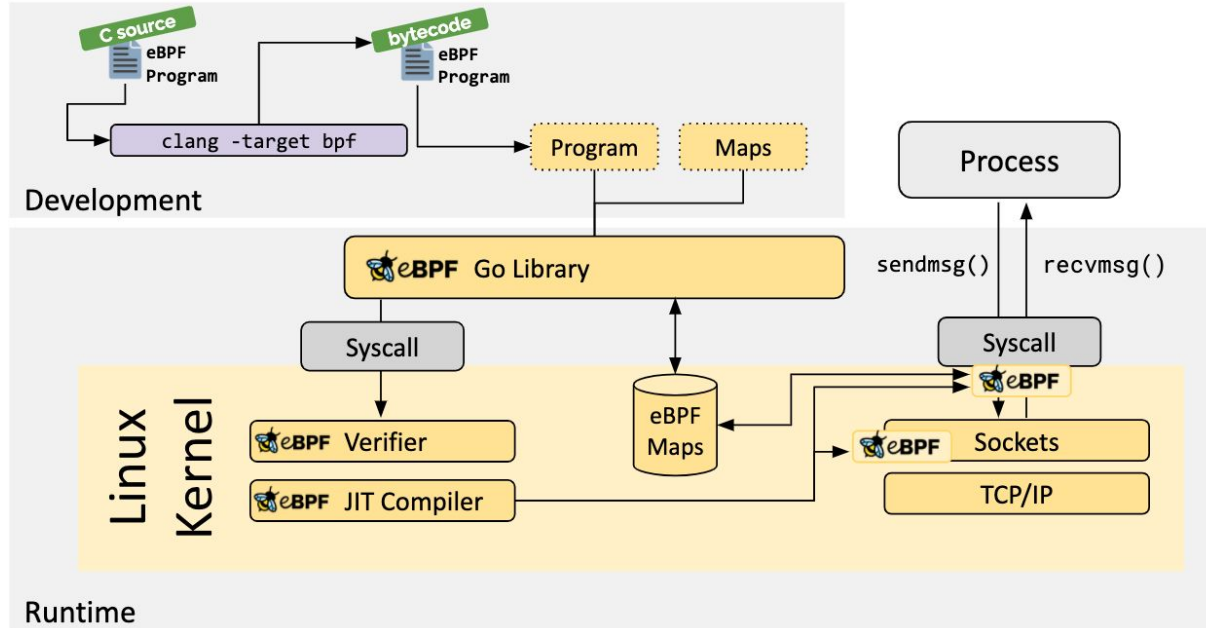 C source
eBPF
Program
bytecode
eBPF
Program
clang -target bpf
Program
Maps
Development
Process
eBPF Go Library
sendmsg()
recvmsg()
Syscall
Syscall
eBPF
Linux
Kernel
eBPF Verifier
eBPF
Maps
eBPF
Sockets
eBPF JIT Compiler
TCP/IP
Runtime